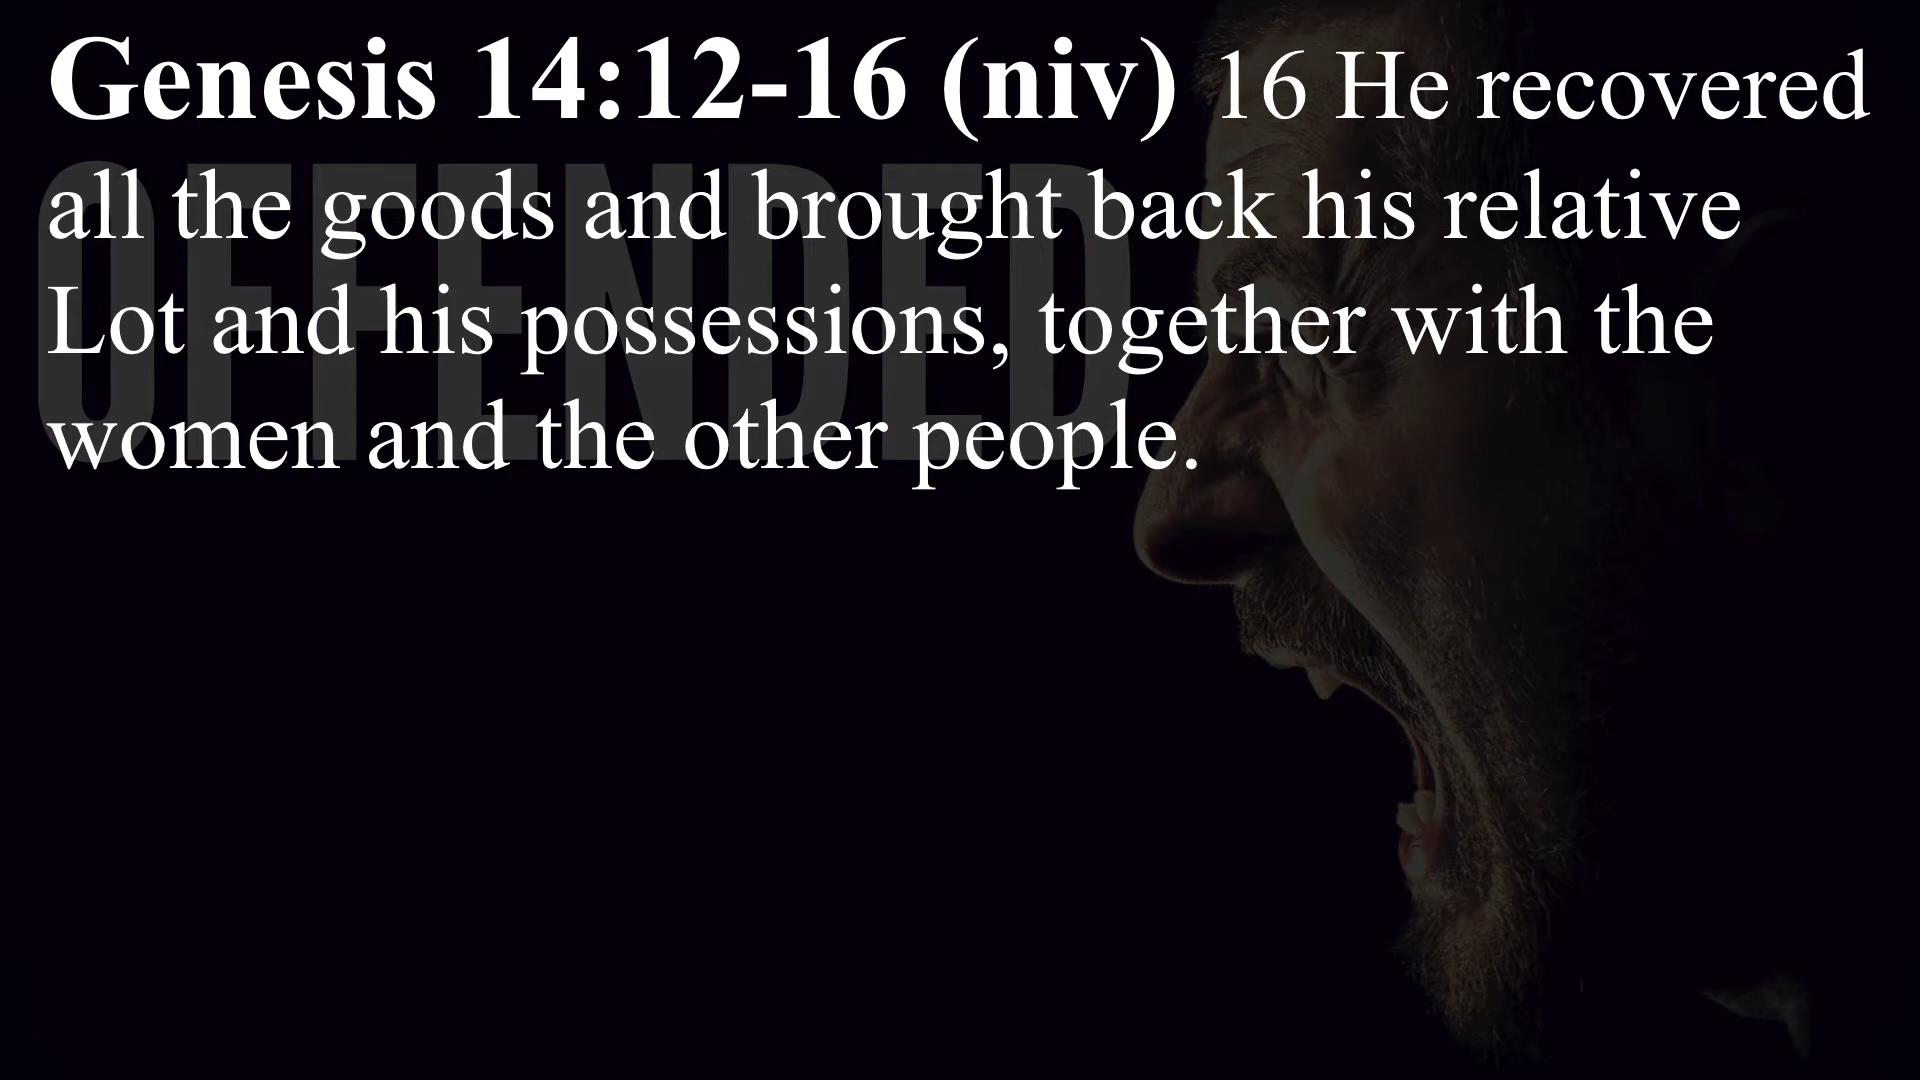 Genesis 14:12-16 (niv) 16 He recovered
all the goods and brought back his relative
Lot and his possessions, together with the
women and the other people.
OFFENDED